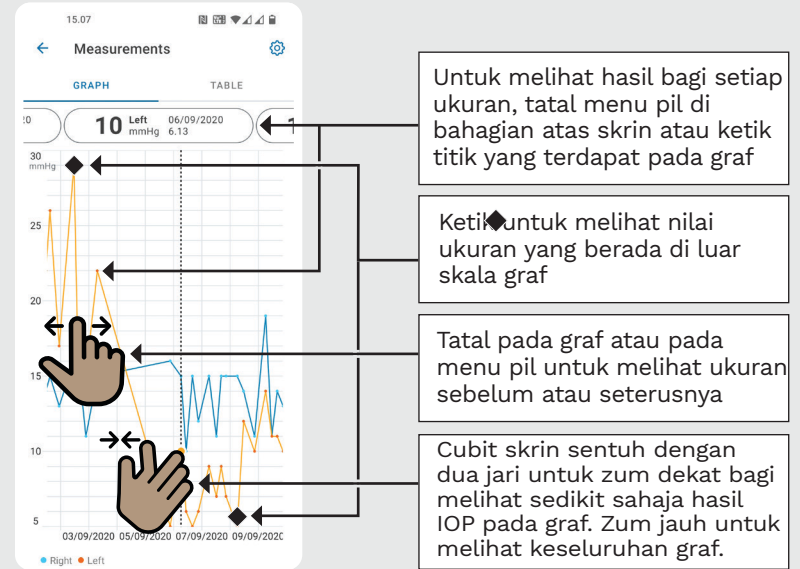 15.07
Measurements
GRAPH TABLE
10 Left mmHg 06/09/2020 6.13
30
mmHg
25
20
15
10
5
03/09/2020 05/09/2020 07/09/2020 09/09/2020
Right Left
Untuk melihat hasil bagi setiap
ukuran, tatal menu pil di
bahagian atas skrin atau ketik
titik yang terdapat pada graf
Ketik◆untuk melihat nilai
ukuran yang berada di luar
skala graf
Tatal pada graf atau pada
menu pil untuk melihat ukuran
sebelum atau seterusnya
Cubit skrin sentuh dengan
dua jari untuk zum dekat bagi
melihat sedikit sahaja hasil
IOP pada graf. Zum jauh untuk
melihat keseluruhan graf.